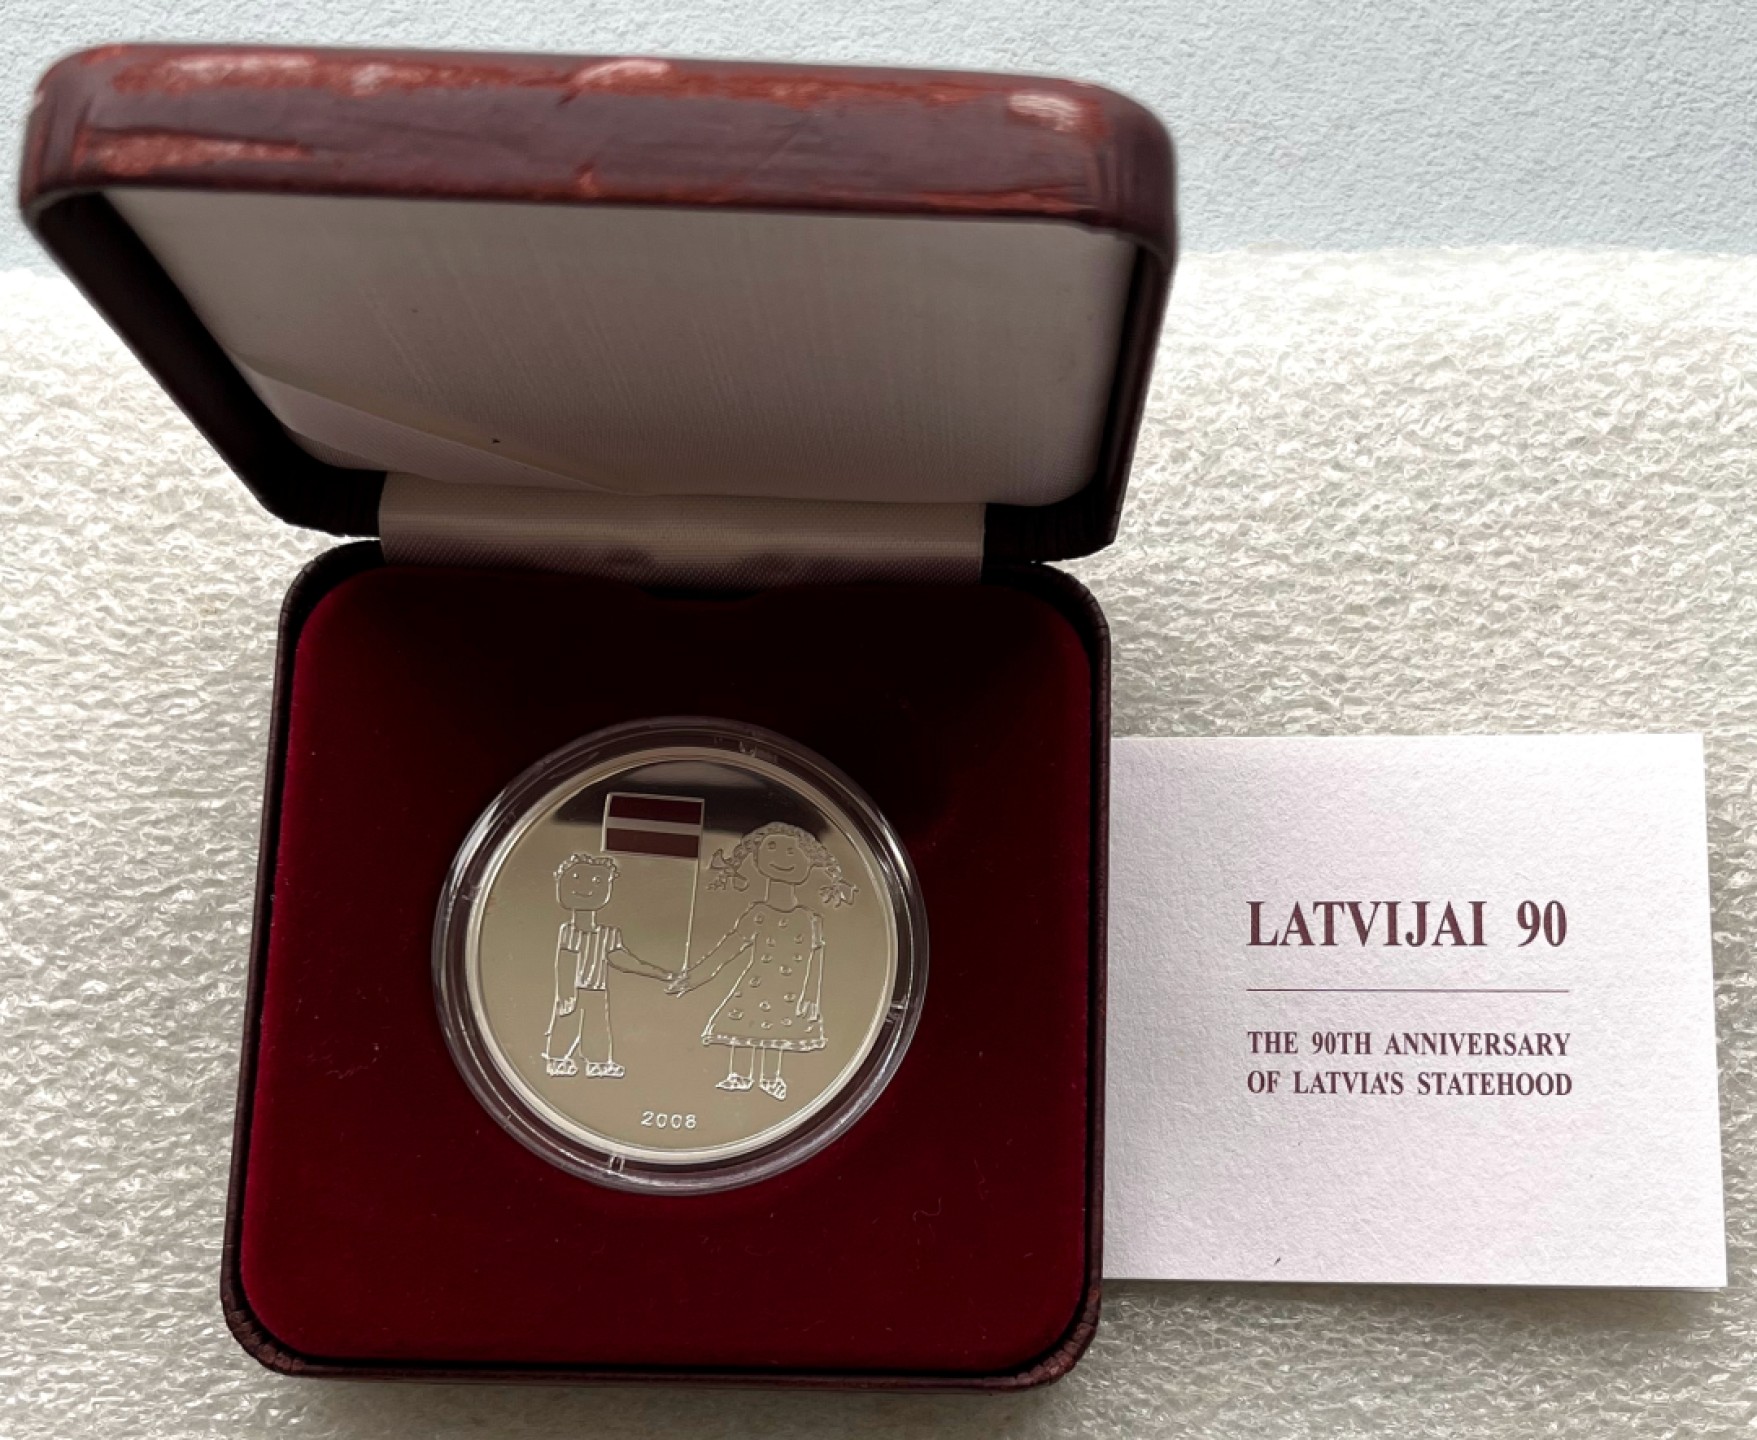 2008
LATVIJAI 90
THE 90TH ANNIVERSARY
OF LATVIA'S STATEHOOD